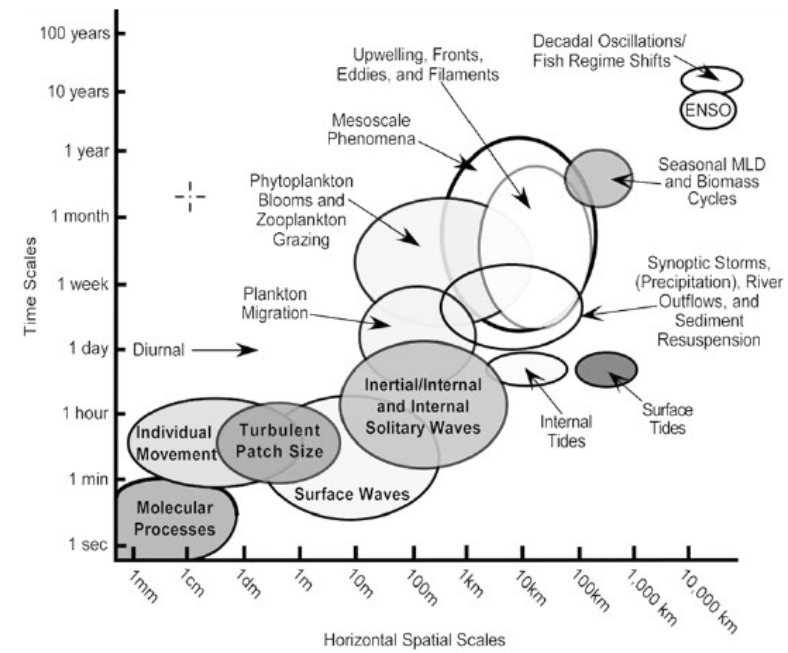 100 years
10 years
1 year
1 month
1 week
1 day
1 hour
1 min
1 sec
Time Scales
Decadal Oscillations/
Fish Regime Shifts
ENSO
Upwelling, Fronts,
Eddies, and Filaments
Mesoscale
Phenomena
Seasonal MLD
and Biomass
Cycles
Phytoplankton
Blooms and
Zooplankton
Grazing
Synoptic Storms,
(Precipitation), River
Outflows, and
Sediment
Resuspension
Plankton
Migration
Diurnal
Inertial/Internal
and Internal
Solitary Waves
Internal
Tides
Surface
Tides
Individual
Movement
Turbulent
Patch Size
Surface Waves
Molecular
Processes
1mm
1cm
1dm
1m
10m
100m
1km
10km
100km
1,000 km
10,000 km
Horizontal Spatial Scales